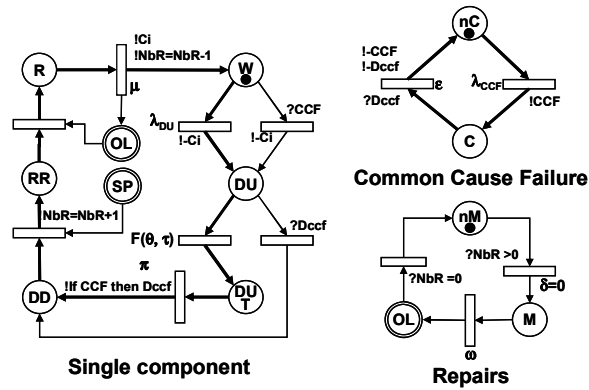 !Ci
!NbR=NbR-1
R
W
μ
λDU
!-Ci
?CCF
!-Ci
OL
RR
SP
DU
NbR=NbR+1
F(θ, τ)
?Dccf
π
!If CCF then Dccf
DD
DU
T
Single component
nC
!-CCF
!-Dccf
?Dccf
ε
λCCF
!CCF
C
Common Cause Failure
nM
?NbR >0
?NbR =0
δ=0
OL
M
ω
Repairs